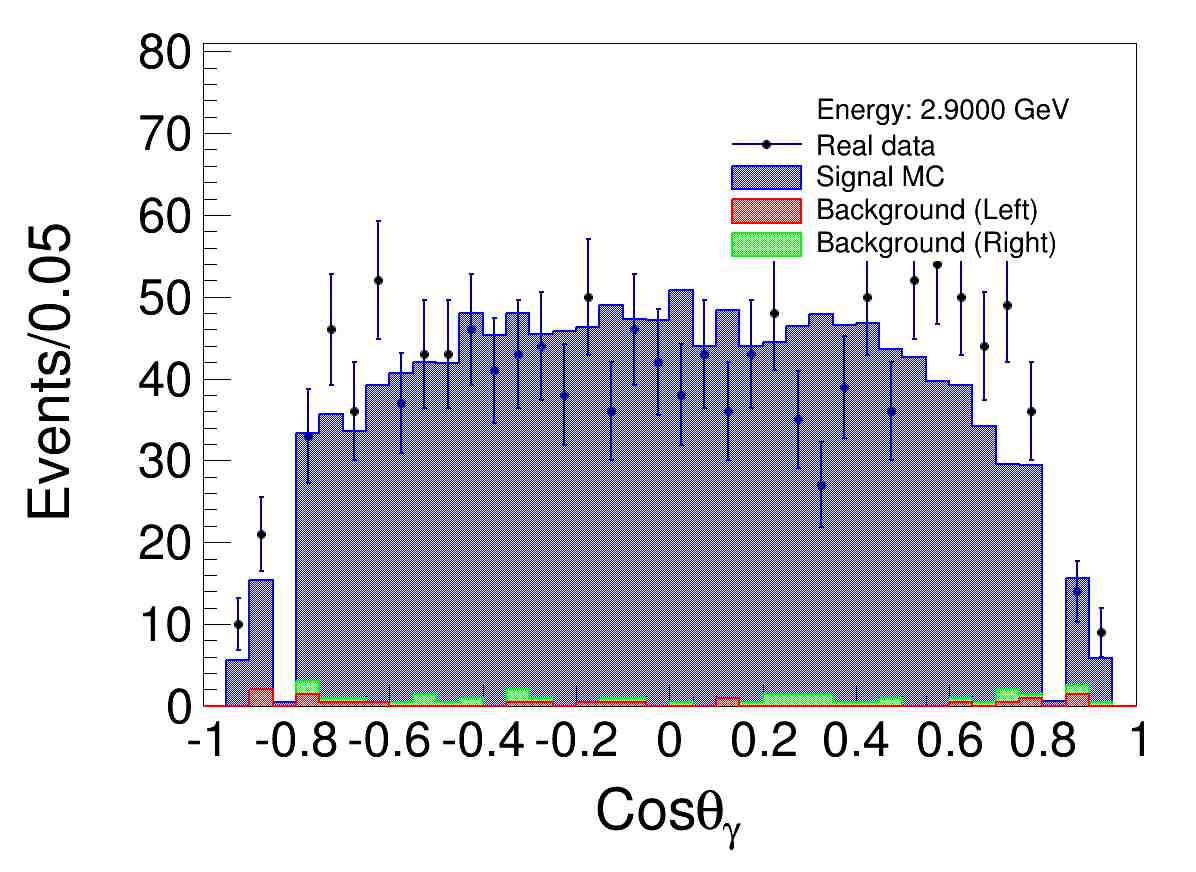 80
70
60
50
40
30
20
10
0
Events/0.05
Energy: 2.9000 GeV
Real data
Signal MC
Background (Left)
Background (Right)
-1 -0.8 -0.6 -0.4 -0.2 0 0.2 0.4 0.6 0.8 1
Cosθγ